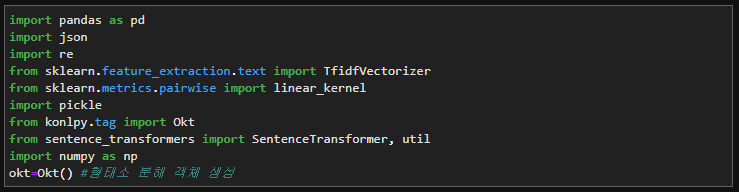 import pandas as pd
import json
import re
from sklearn.feature_extraction.text import TfidfVectorizer
from sklearn.metrics.pairwise import linear_kernel
import pickle
from konlpy.tag import Okt
from sentence_transformers import SentenceTransformer, util
import numpy as np
okt=Okt() #형태소 분해 객체 생성